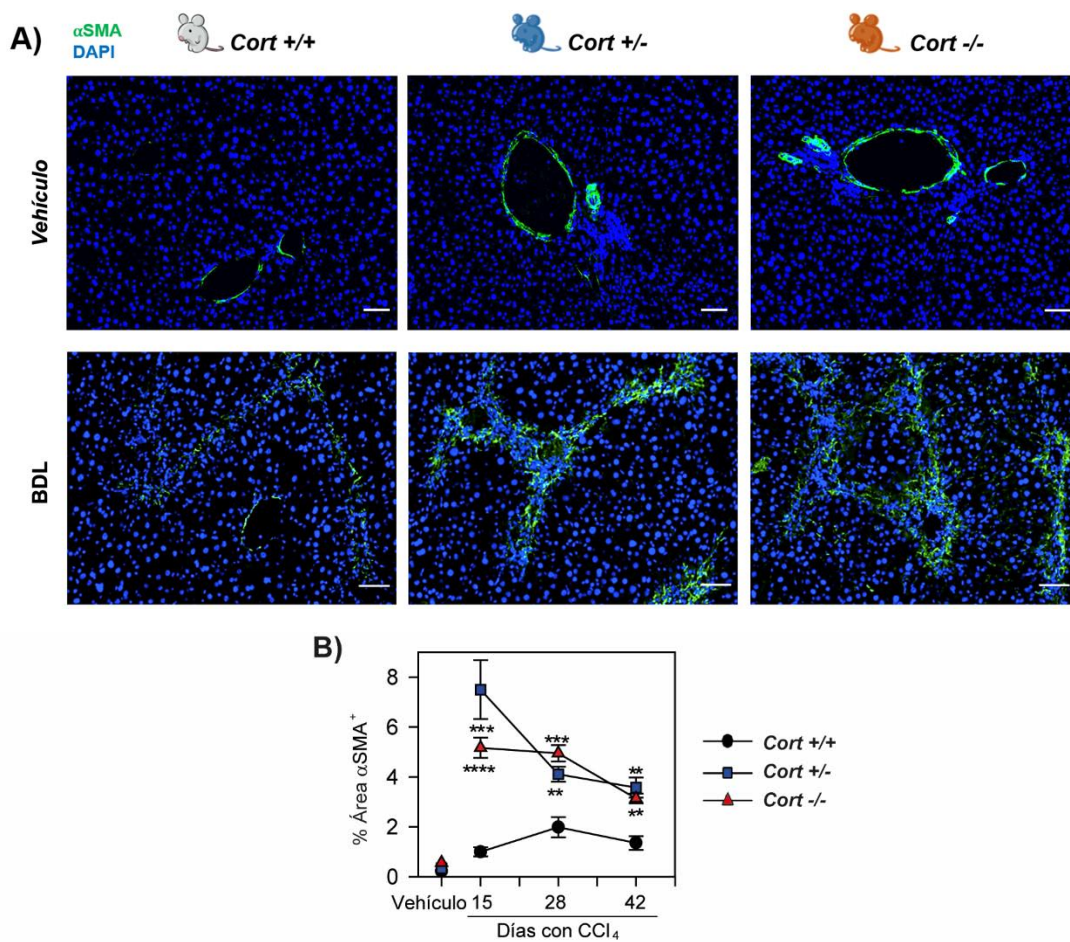 A)
αSMA
DAPI
Cort +/+
Cort +/-
Cort -/-
Vehículo
BDL
B)
% Área αSMA+
8
6
4
2
0
***
****
***
**
**
**
Vehículo 15 28 42
Días con CCl4
Cort +/+
Cort +/-
Cort -/-